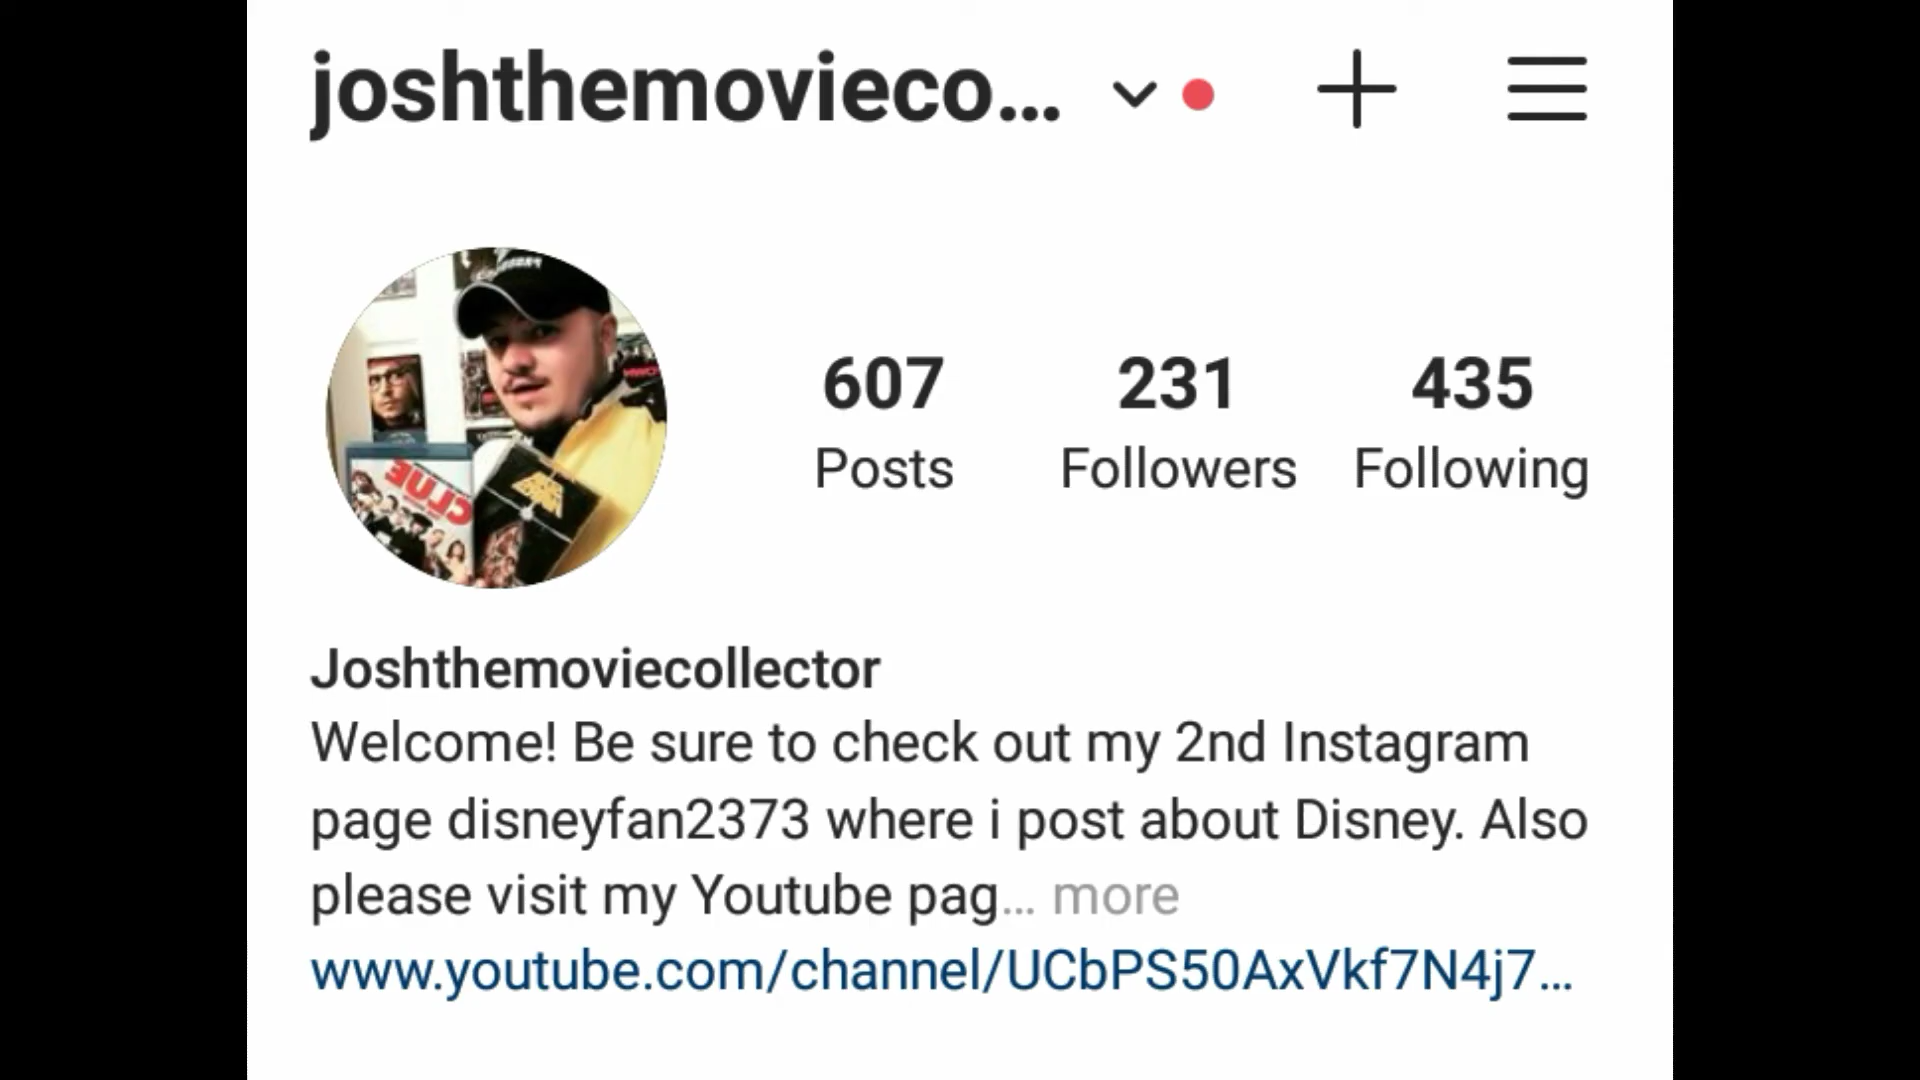 joshthemovieco...
607 231 435
Posts Followers Following
CLUE
Joshthemoviecollector
Welcome! Be sure to check out my 2nd Instagram
page disneyfan2373 where i post about Disney. Also
please visit my Youtube pag... more
www.youtube.com/channel/UCbPS50AxVkf7N4j7...